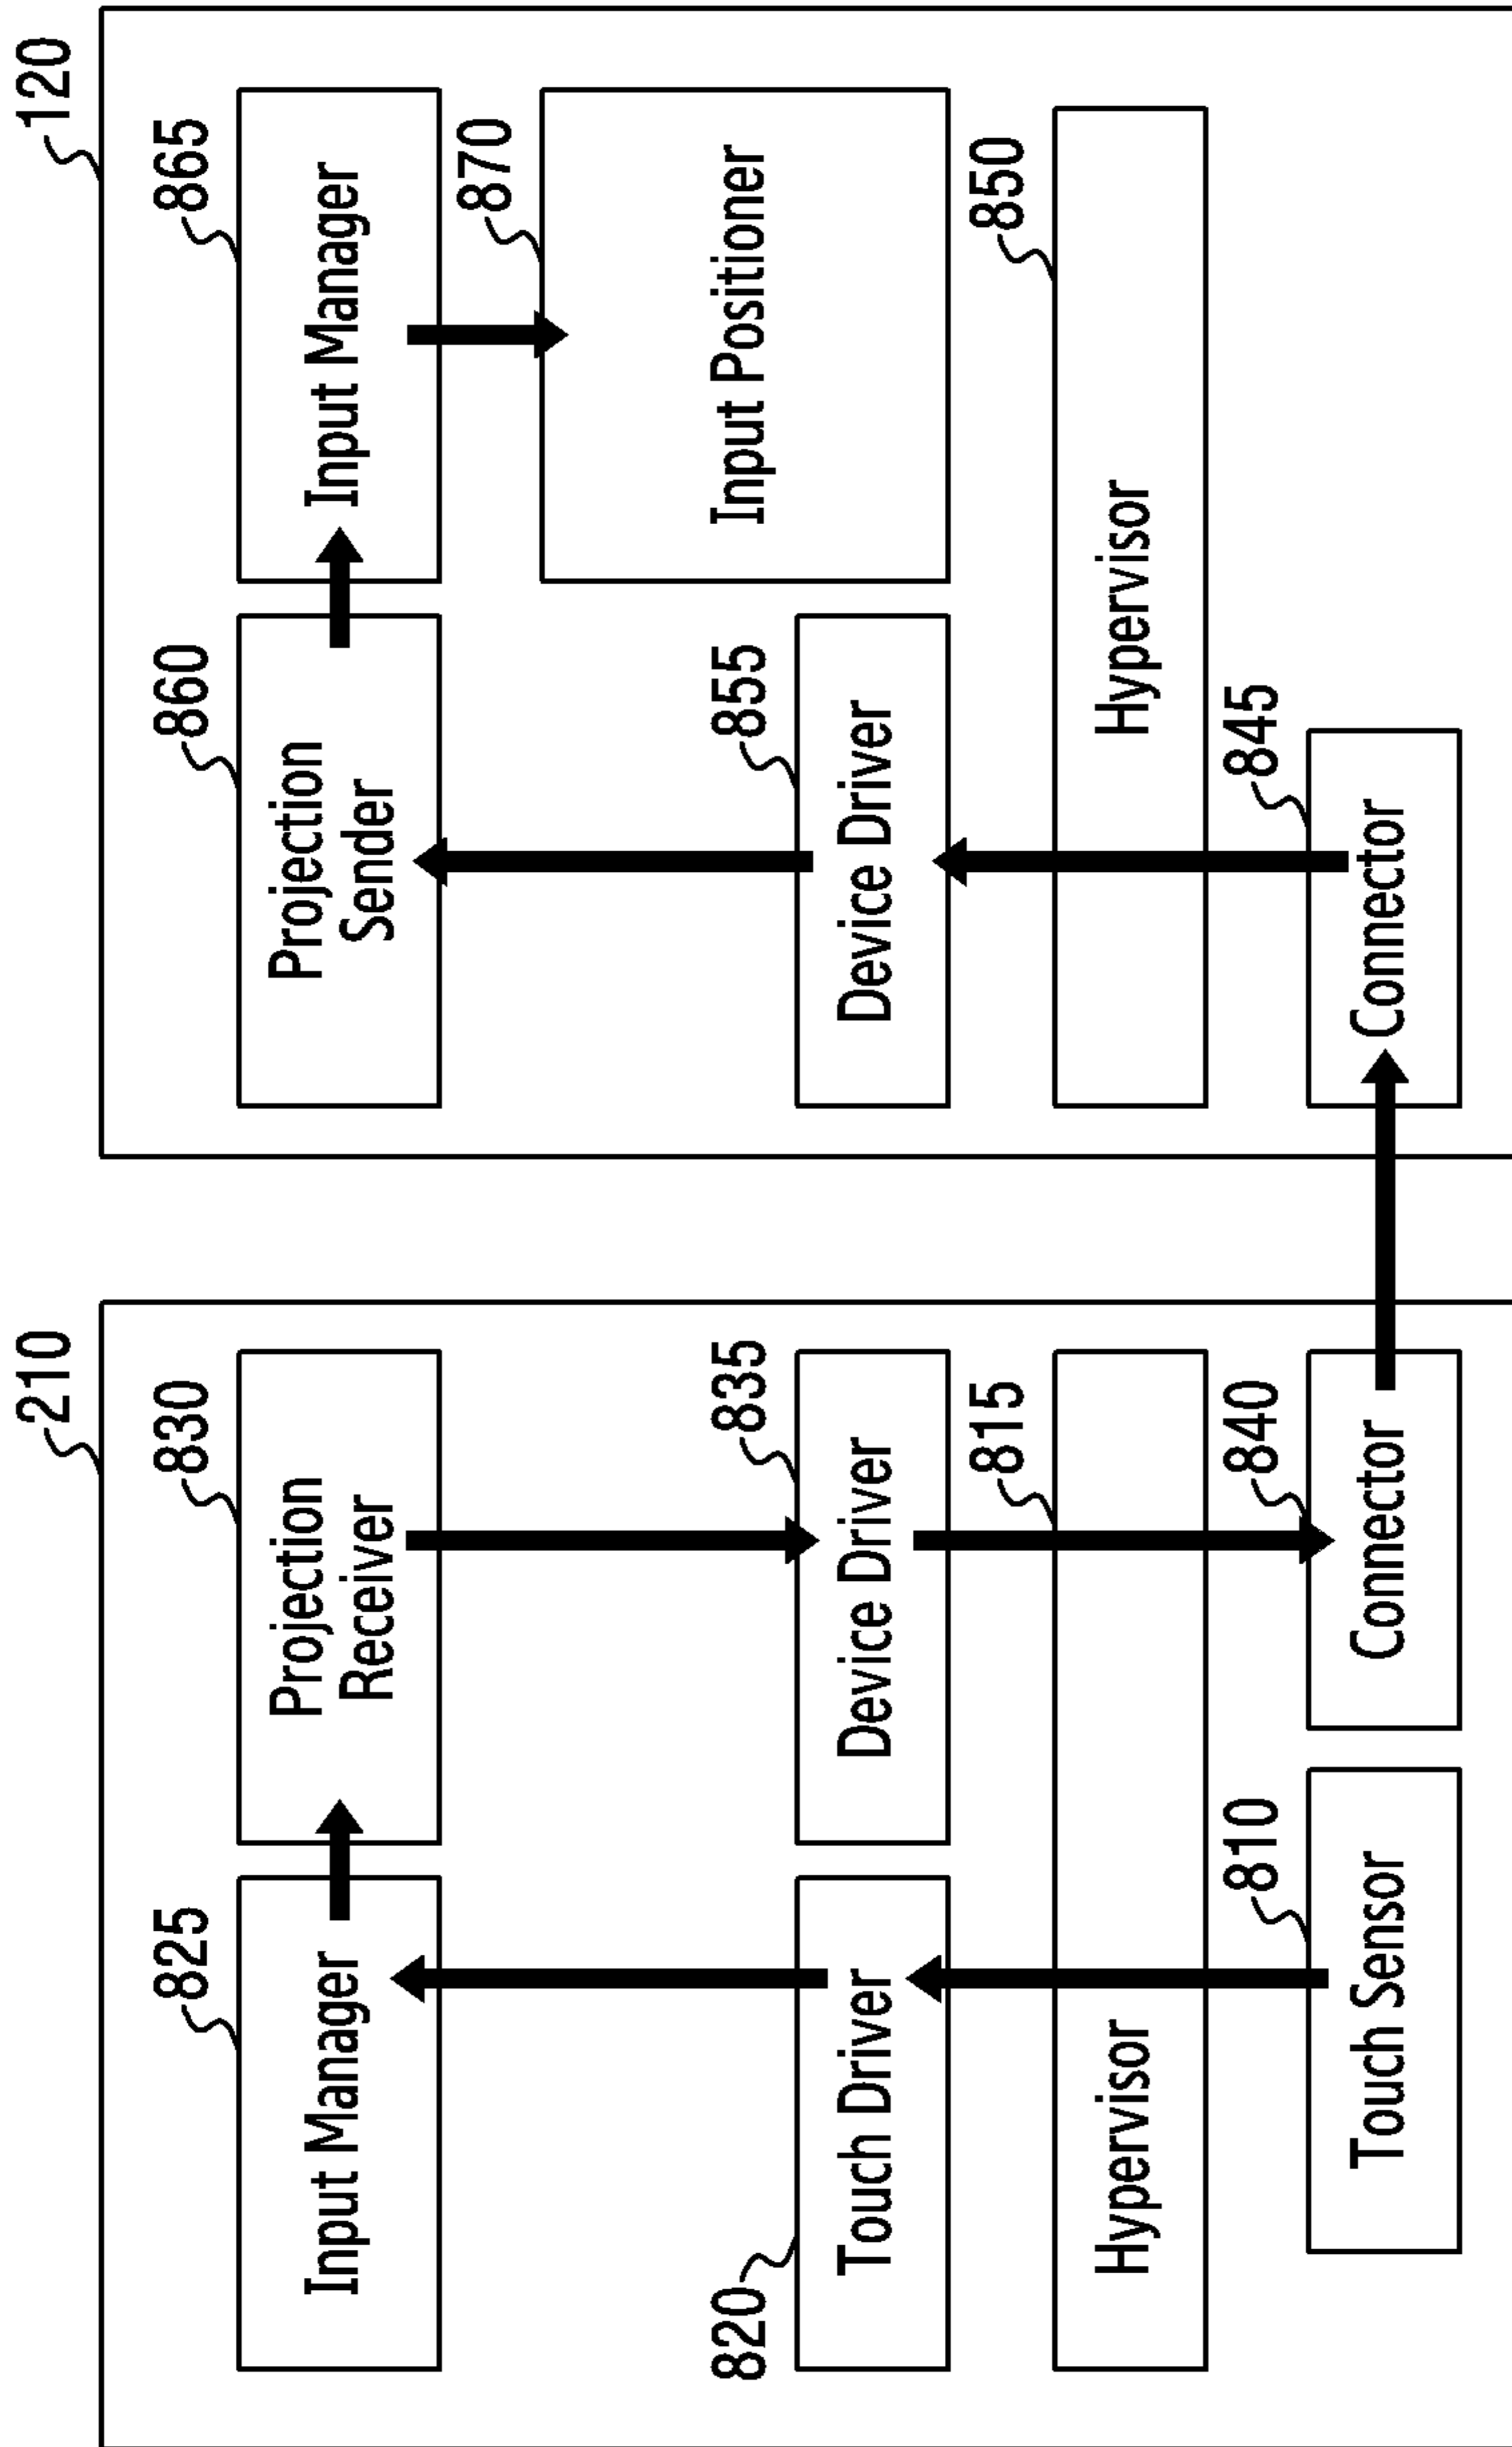 210
120
825
Input Manager
830
Projection
Receiver
860
Projection
Sender
865
Input Manager
870
Input Positioner
820
Touch Driver
835
Device Driver
855
Device Driver
815
Hypervisor
850
Hypervisor
810
Touch Sensor
840
Connector
845
Connector